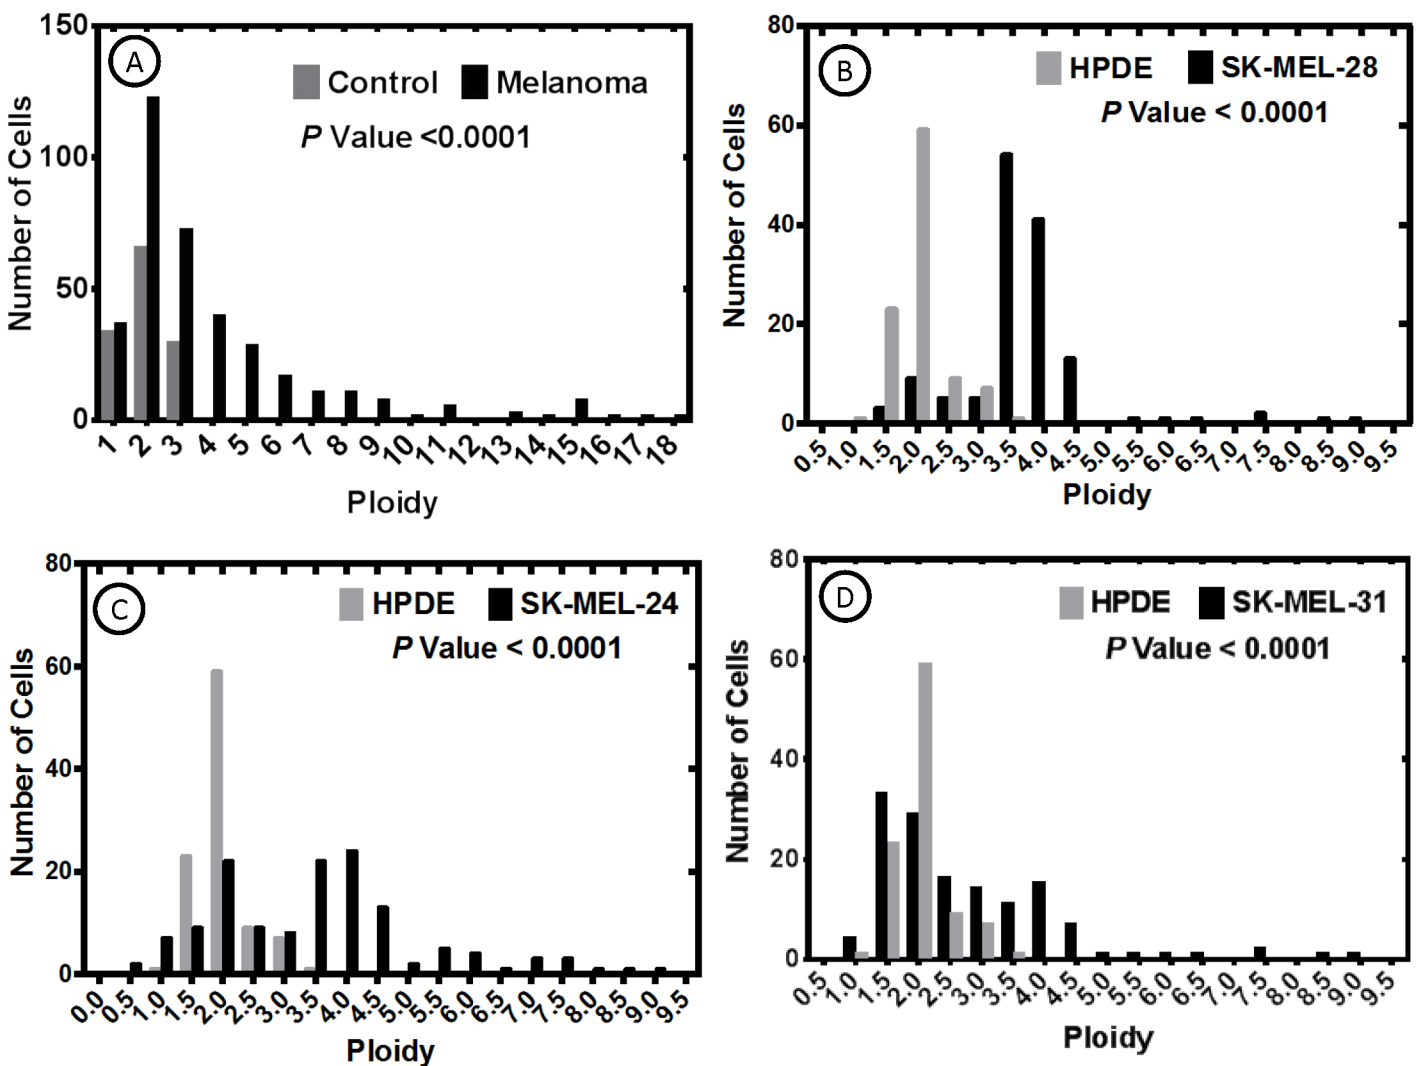 A
Control Melanoma
P Value <0.0001
Number of Cells
150
100
50
0
1 2 3 4 5 6 7 8 9 10 11 12 13 14 15 16 17 18
Ploidy
B
HPDE SK-MEL-28
P Value < 0.0001
Number of Cells
80
60
40
20
0
0.5 1.0 1.5 2.0 2.5 3.0 3.5 4.0 4.5 5.0 5.5 6.0 6.5 7.0 7.5 8.0 8.5 9.0 9.5
Ploidy
C
HPDE SK-MEL-24
P Value < 0.0001
Number of Cells
80
60
40
20
0
0.0 0.5 1.0 1.5 2.0 2.5 3.0 3.5 4.0 4.5 5.0 5.5 6.0 6.5 7.0 7.5 8.0 8.5 9.0 9.5
Ploidy
D
HPDE SK-MEL-31
P Value < 0.0001
Number of Cells
80
60
40
20
0
0.5 1.0 1.5 2.0 2.5 3.0 3.5 4.0 4.5 5.0 5.5 6.0 6.5 7.0 7.5 8.0 8.5 9.0 9.5
Ploidy